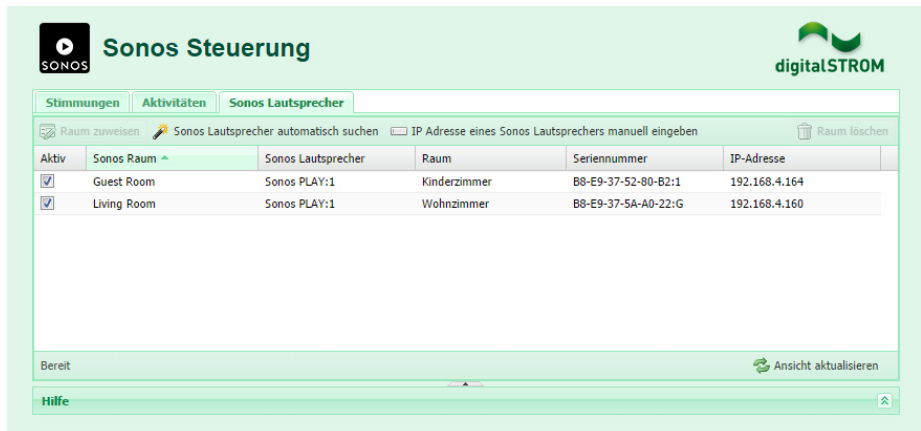 SONOS
Sonos Steuerung
digitalSTROM
Stimmungen Aktivitäten Sonos Lautsprecher
Raum zuweisen Sonos Lautsprecher automatisch suchen IP Adresse eines Sonos Lautsprechers manuell eingeben Raum löschen
Aktiv Sonos Raum Sonos Lautsprecher Raum Seriennummer IP-Adresse
Guest Room Sonos PLAY:1 Kinderzimmer B8-E9-37-52-80-B2:1 192.168.4.164
Living Room Sonos PLAY:1 Wohnzimmer B8-E9-37-5A-A0-22:G 192.168.4.160
Bereit Ansicht aktualisieren
Hilfe